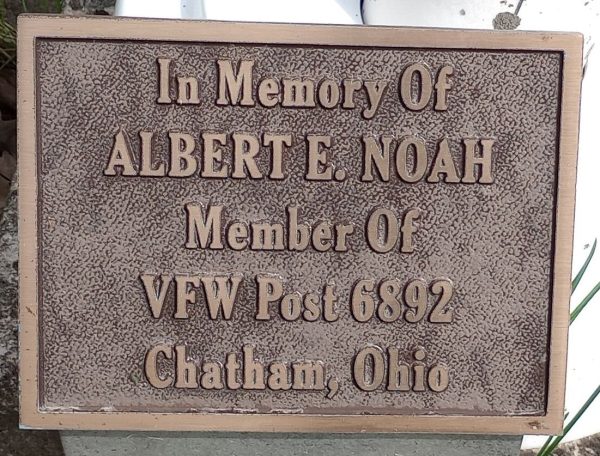 In Memory Of
ALBERT E. NOAH
Member Of
VFW Post 6892
Chatham, Ohio